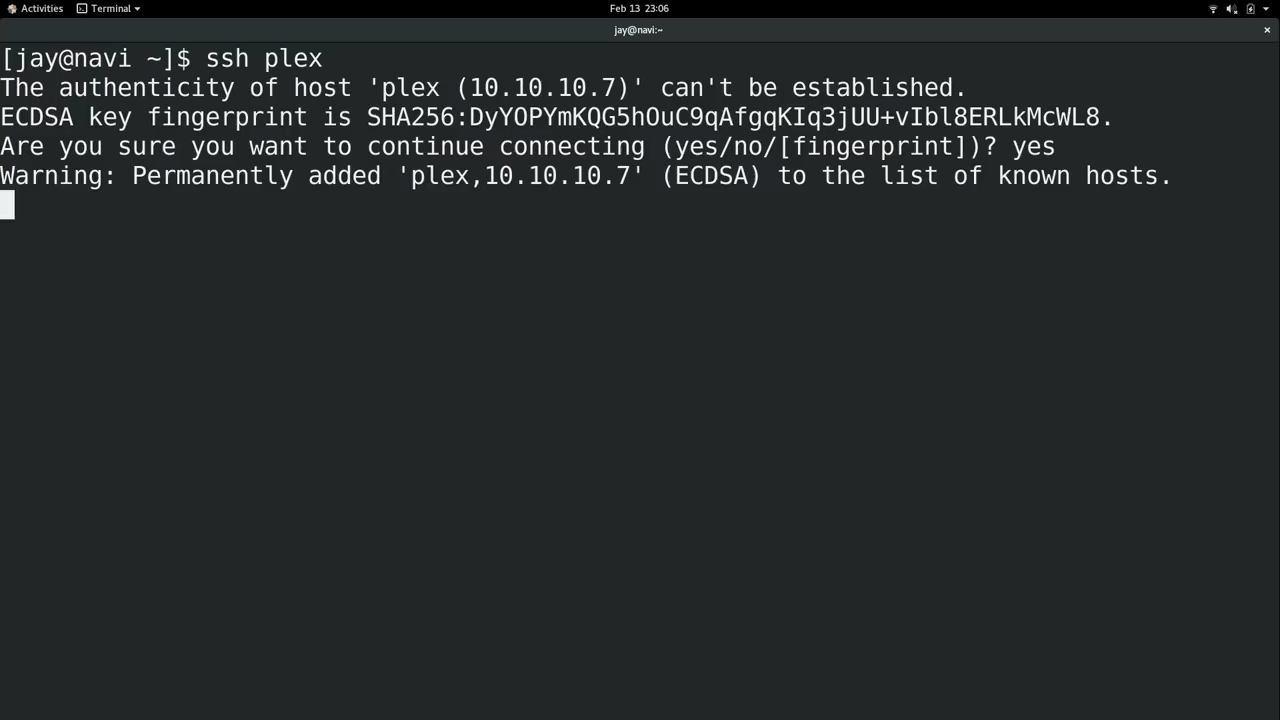 Activities Terminal Feb 13 23:06
jay@navi:~
[jay@navi ~]$ ssh plex
The authenticity of host 'plex (10.10.10.7)' can't be established.
ECDSA key fingerprint is SHA256:DyYOPYmKQG5hOuC9qAfgqKIq3jUU+vIbl8ERLkMcWL8.
Are you sure you want to continue connecting (yes/no/[fingerprint])? yes
Warning: Permanently added 'plex,10.10.10.7' (ECDSA) to the list of known hosts.